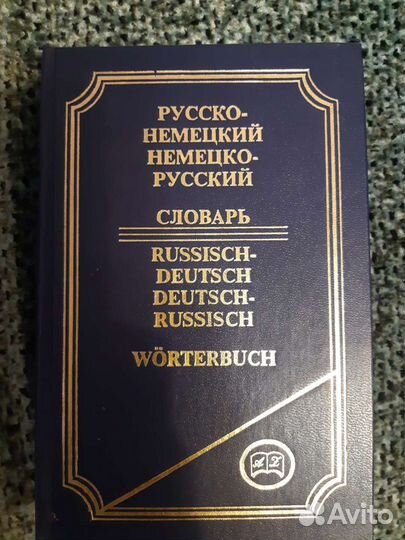 РУССКО-
НЕМЕЦКИЙ
НЕМЕЦКО-
РУССКИЙ
СЛОВАРЬ
RUSSISCH-
DEUTSCH
DEUTSCH-
RUSSISCH
WÖRTERBUCH
Avito